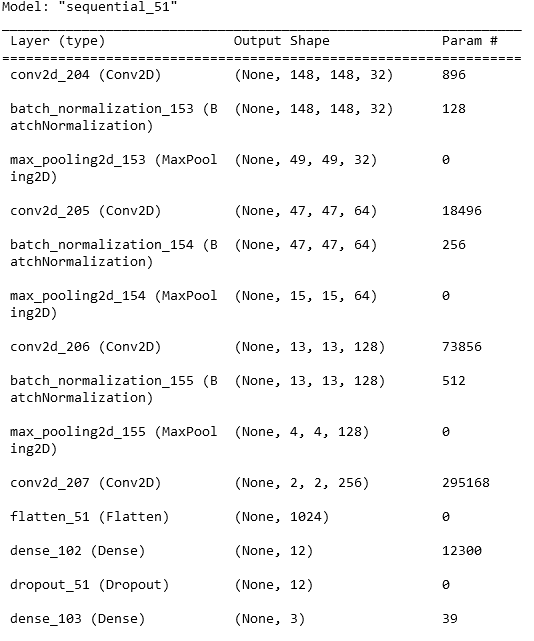 Model: "sequential_51"
Layer (type) Output Shape Param #
conv2d_204 (Conv2D) (None, 148, 148, 32) 896
batch_normalization_153 (B (None, 148, 148, 32) 128
atchNormalization)
max_pooling2d_153 (MaxPool (None, 49, 49, 32) 0
ing2D)
conv2d_205 (Conv2D) (None, 47, 47, 64) 18496
batch_normalization_154 (B (None, 47, 47, 64) 256
atchNormalization)
max_pooling2d_154 (MaxPool (None, 15, 15, 64) 0
ing2D)
conv2d_206 (Conv2D) (None, 13, 13, 128) 73856
batch_normalization_155 (B (None, 13, 13, 128) 512
atchNormalization)
max_pooling2d_155 (MaxPool (None, 4, 4, 128) 0
ing2D)
conv2d_207 (Conv2D) (None, 2, 2, 256) 295168
flatten_51 (Flatten) (None, 1024) 0
dense_102 (Dense) (None, 12) 12300
dropout_51 (Dropout) (None, 12) 0
dense_103 (Dense) (None, 3) 39